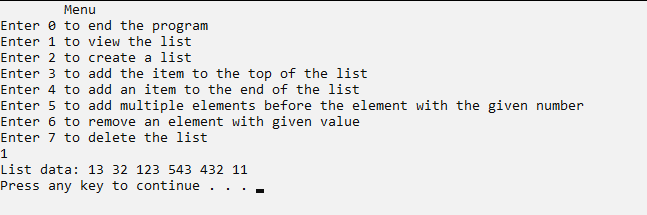 Menu
Enter 0 to end the program
Enter 1 to view the list
Enter 2 to create a list
Enter 3 to add the item to the top of the list
Enter 4 to add an item to the end of the list
Enter 5 to add multiple elements before the element with the given number
Enter 6 to remove an element with given value
Enter 7 to delete the list
1
List data: 13 32 123 543 432 11
Press any key to continue . . .